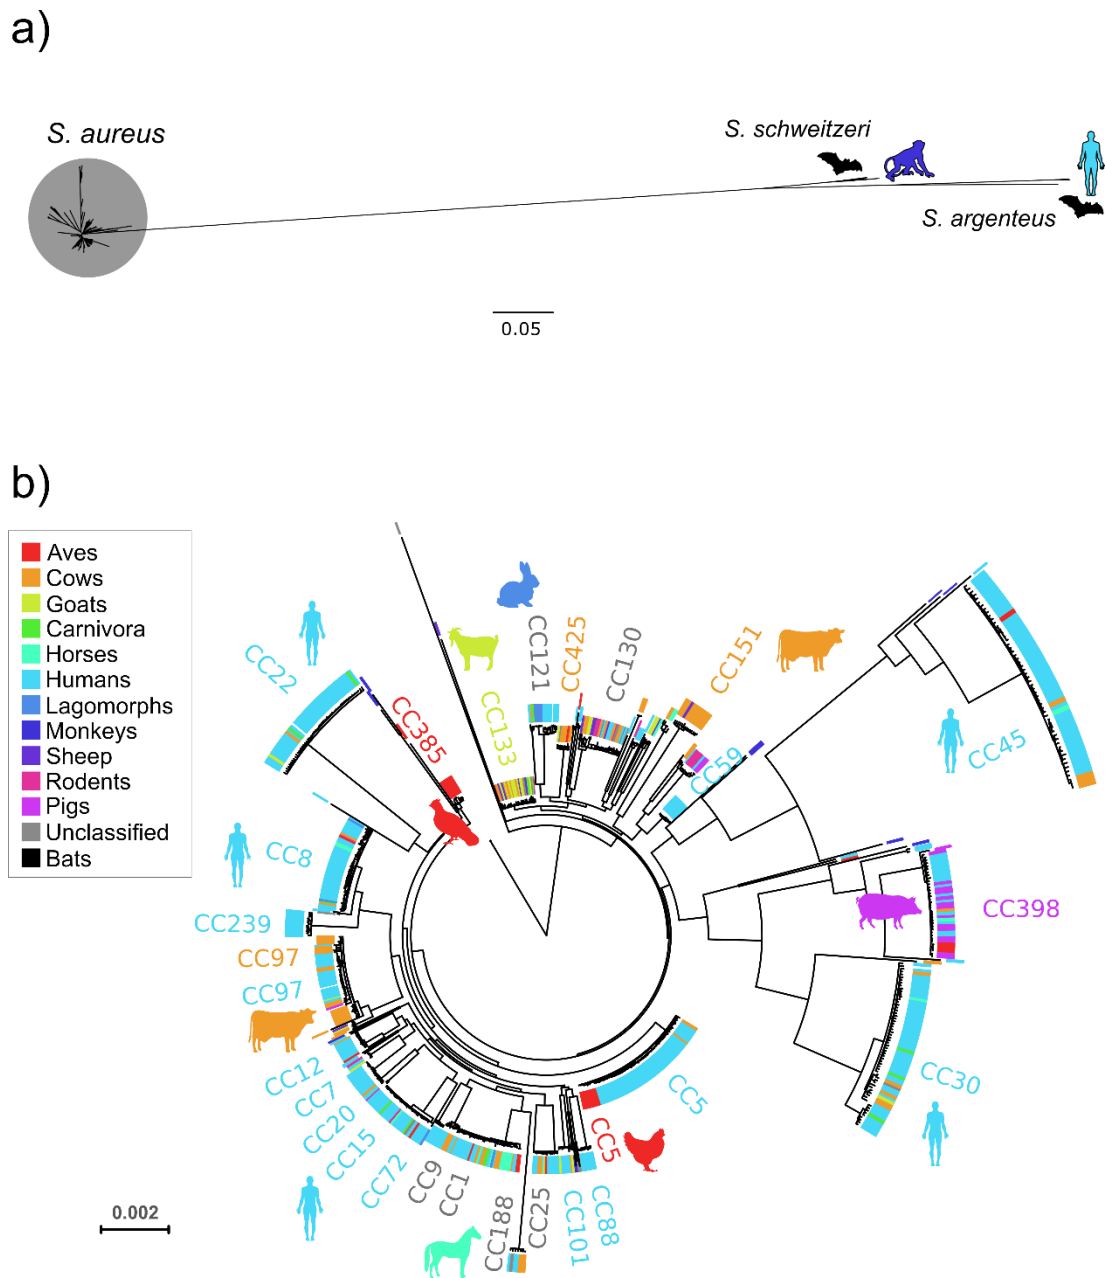 a)
S. aureus
S. schweitzeri
S. argenteus
0.05
b)
Aves
Cows
Goats
Carnivora
Horses
Humans
Lagomorphs
Monkeys
Sheep
Rodents
Pigs
Unclassified
Bats
CC22
CC385
CC133
CC121
CC425
CC130
CC151
CC59
CC45
CC8
CC239
CC97
CC97
CC398
CC12
CC7
CC20
CC15
CC72
CC9
CC1
CC188
CC25
CC101
CC88
CC5
CC5
CC30
0.002